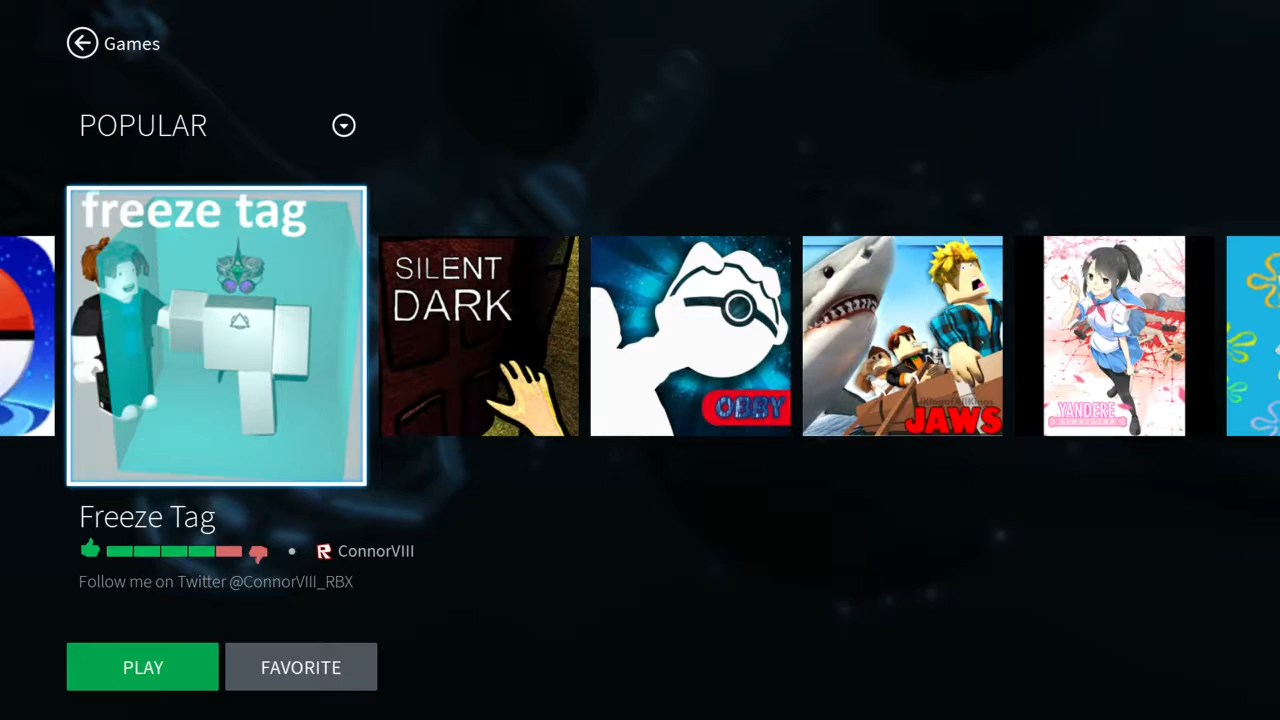 Games
POPULAR
freeze tag
SILENT
DARK
OBBY
JAWS
YANDERE
Freeze Tag
ConnorVIII
Follow me on Twitter @ConnorVIII_RBX
PLAY
FAVORITE